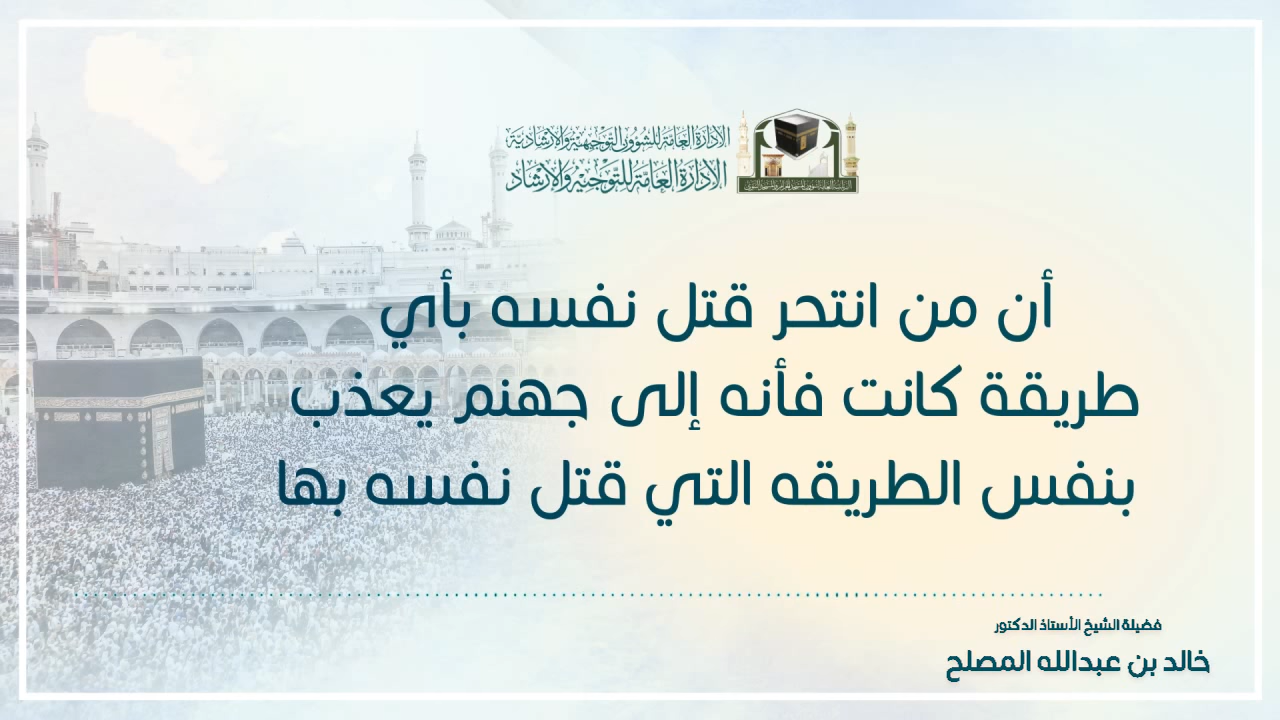 الإدارة العامة للشؤون التوجيهية والإرشادية
الإدارة العامة للتوجيه والإرشاد
أن من انتحر قتل نفسه بأي
طريقة كانت فأنه إلى جهنم يعذب
بنفس الطريقه التي قتل نفسه بها
فضيلة الشيخ الأستاذ الدكتور
خالد بن عبدالله المصلح